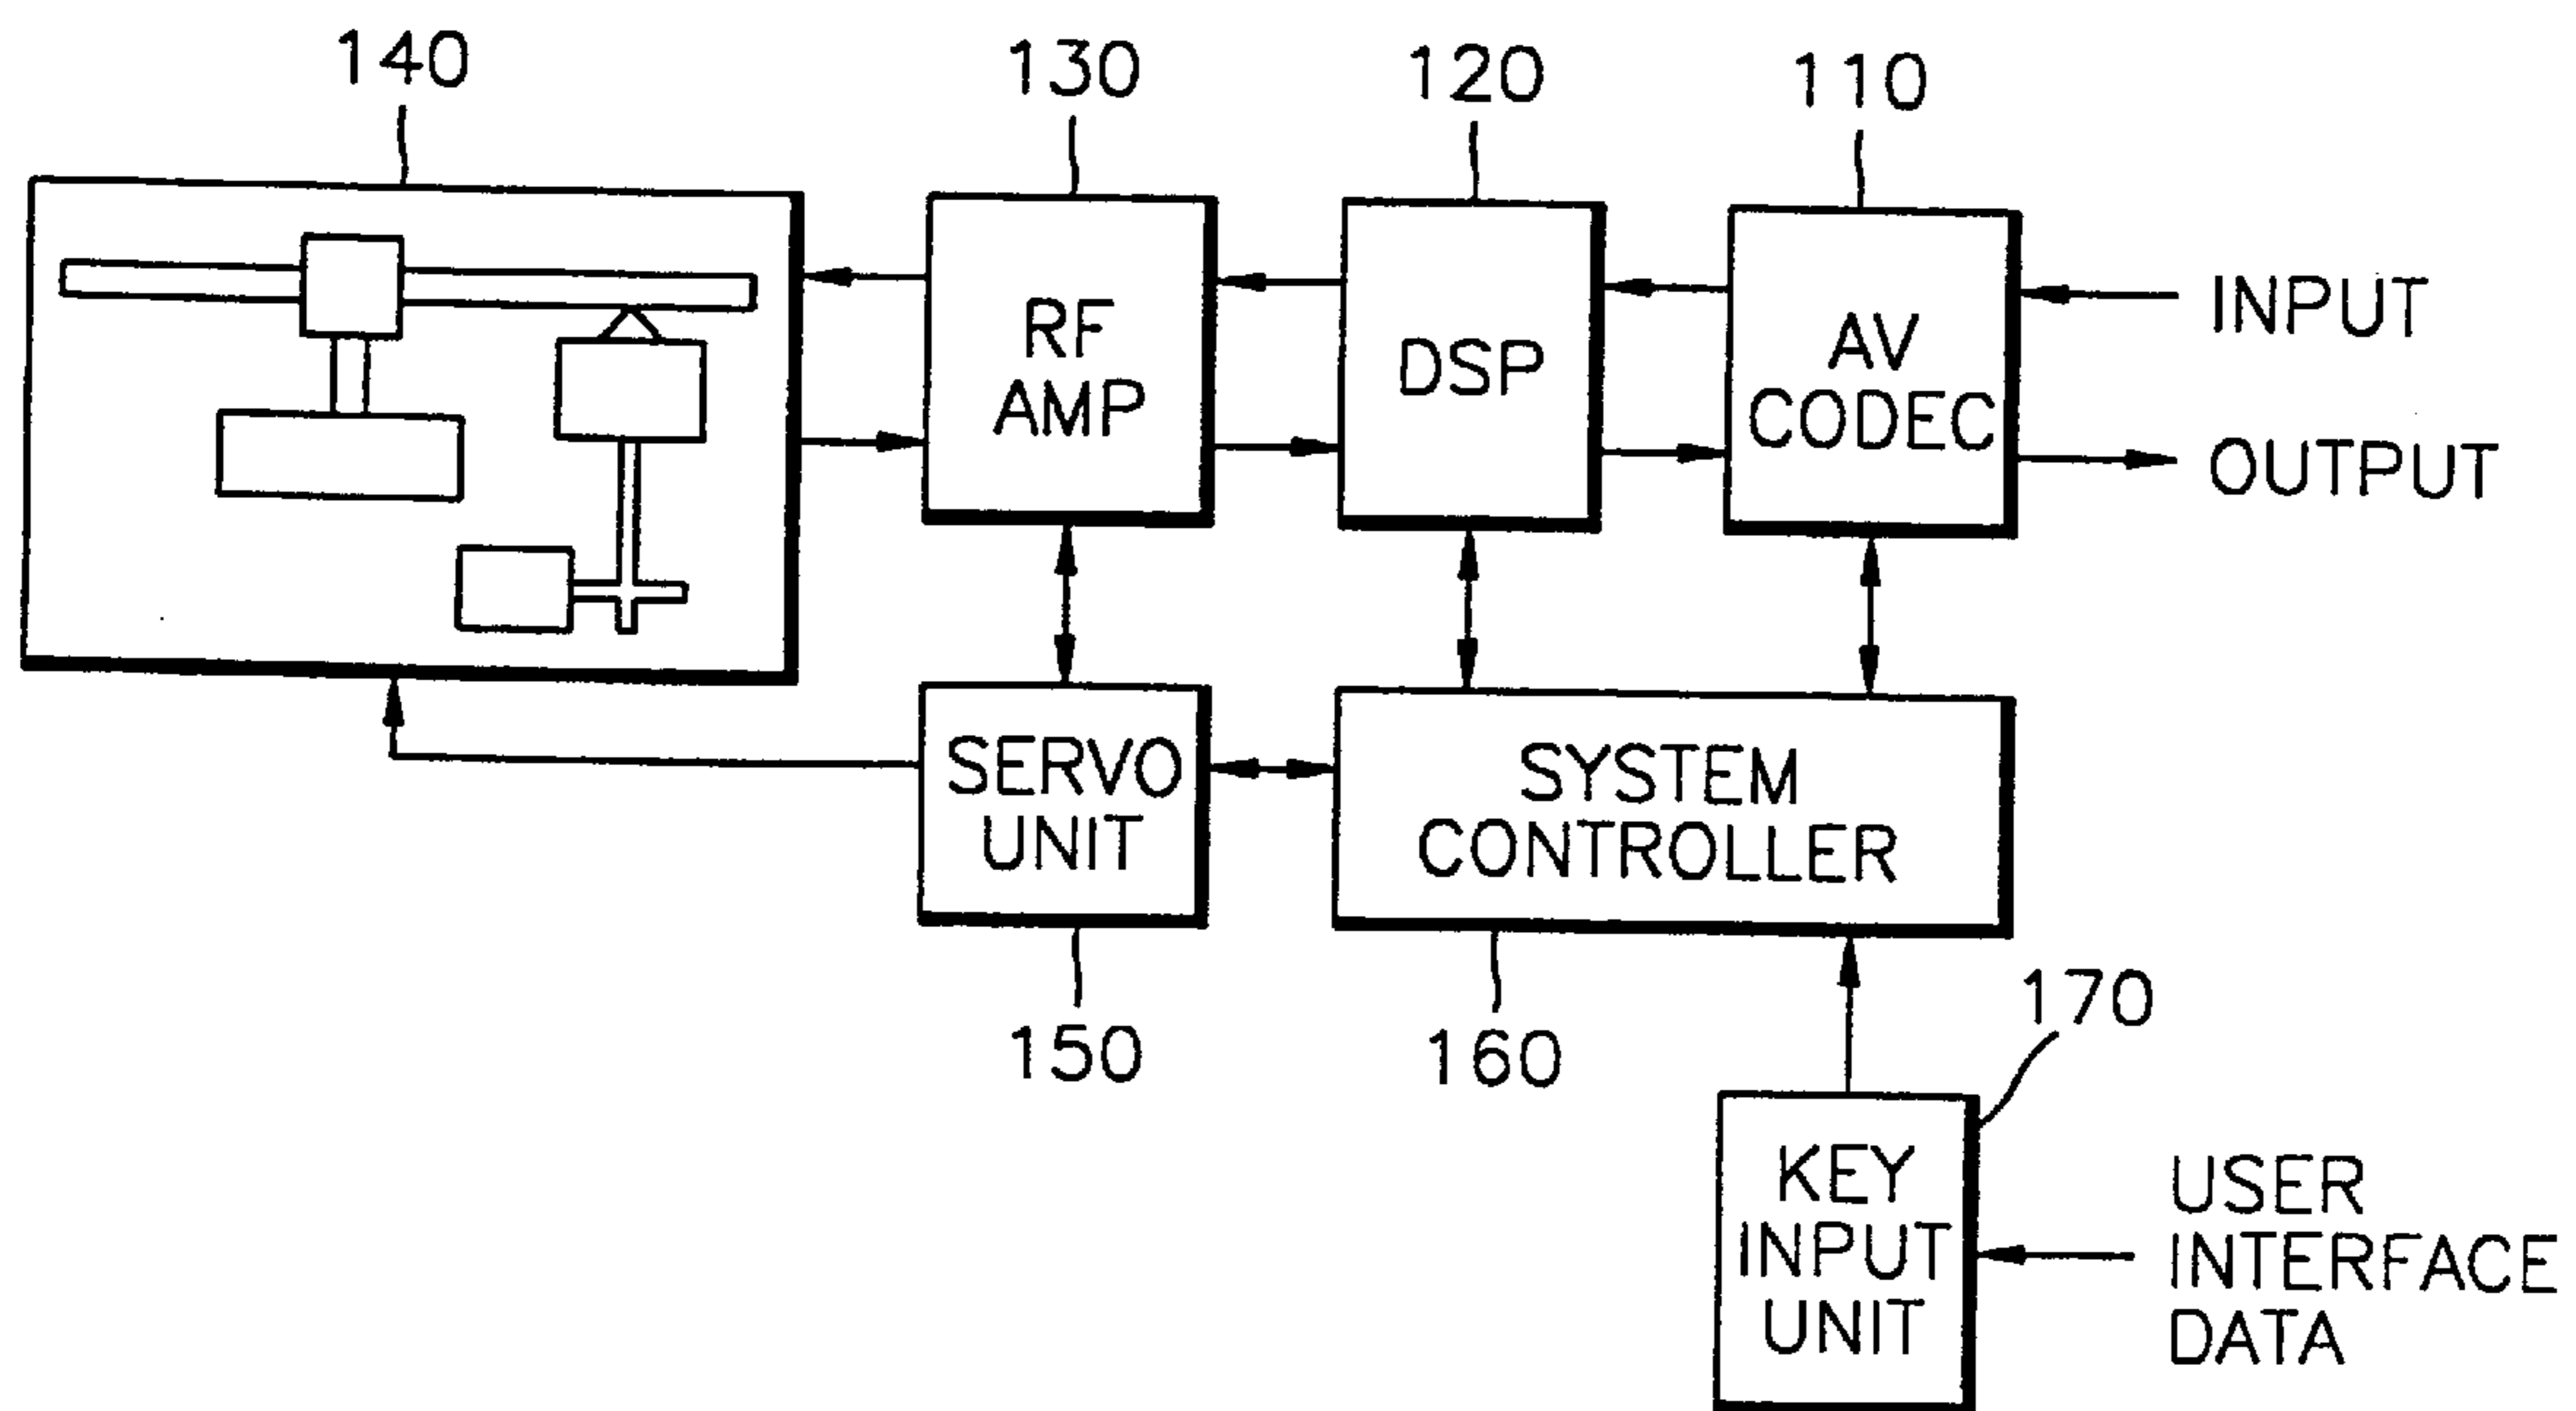 140
130
120
110
RF
AMP
DSP
AV
CODEC
INPUT
OUTPUT
SERVO
UNIT
SYSTEM
CONTROLLER
150
160
170
KEY
INPUT
UNIT
USER
INTERFACE
DATA